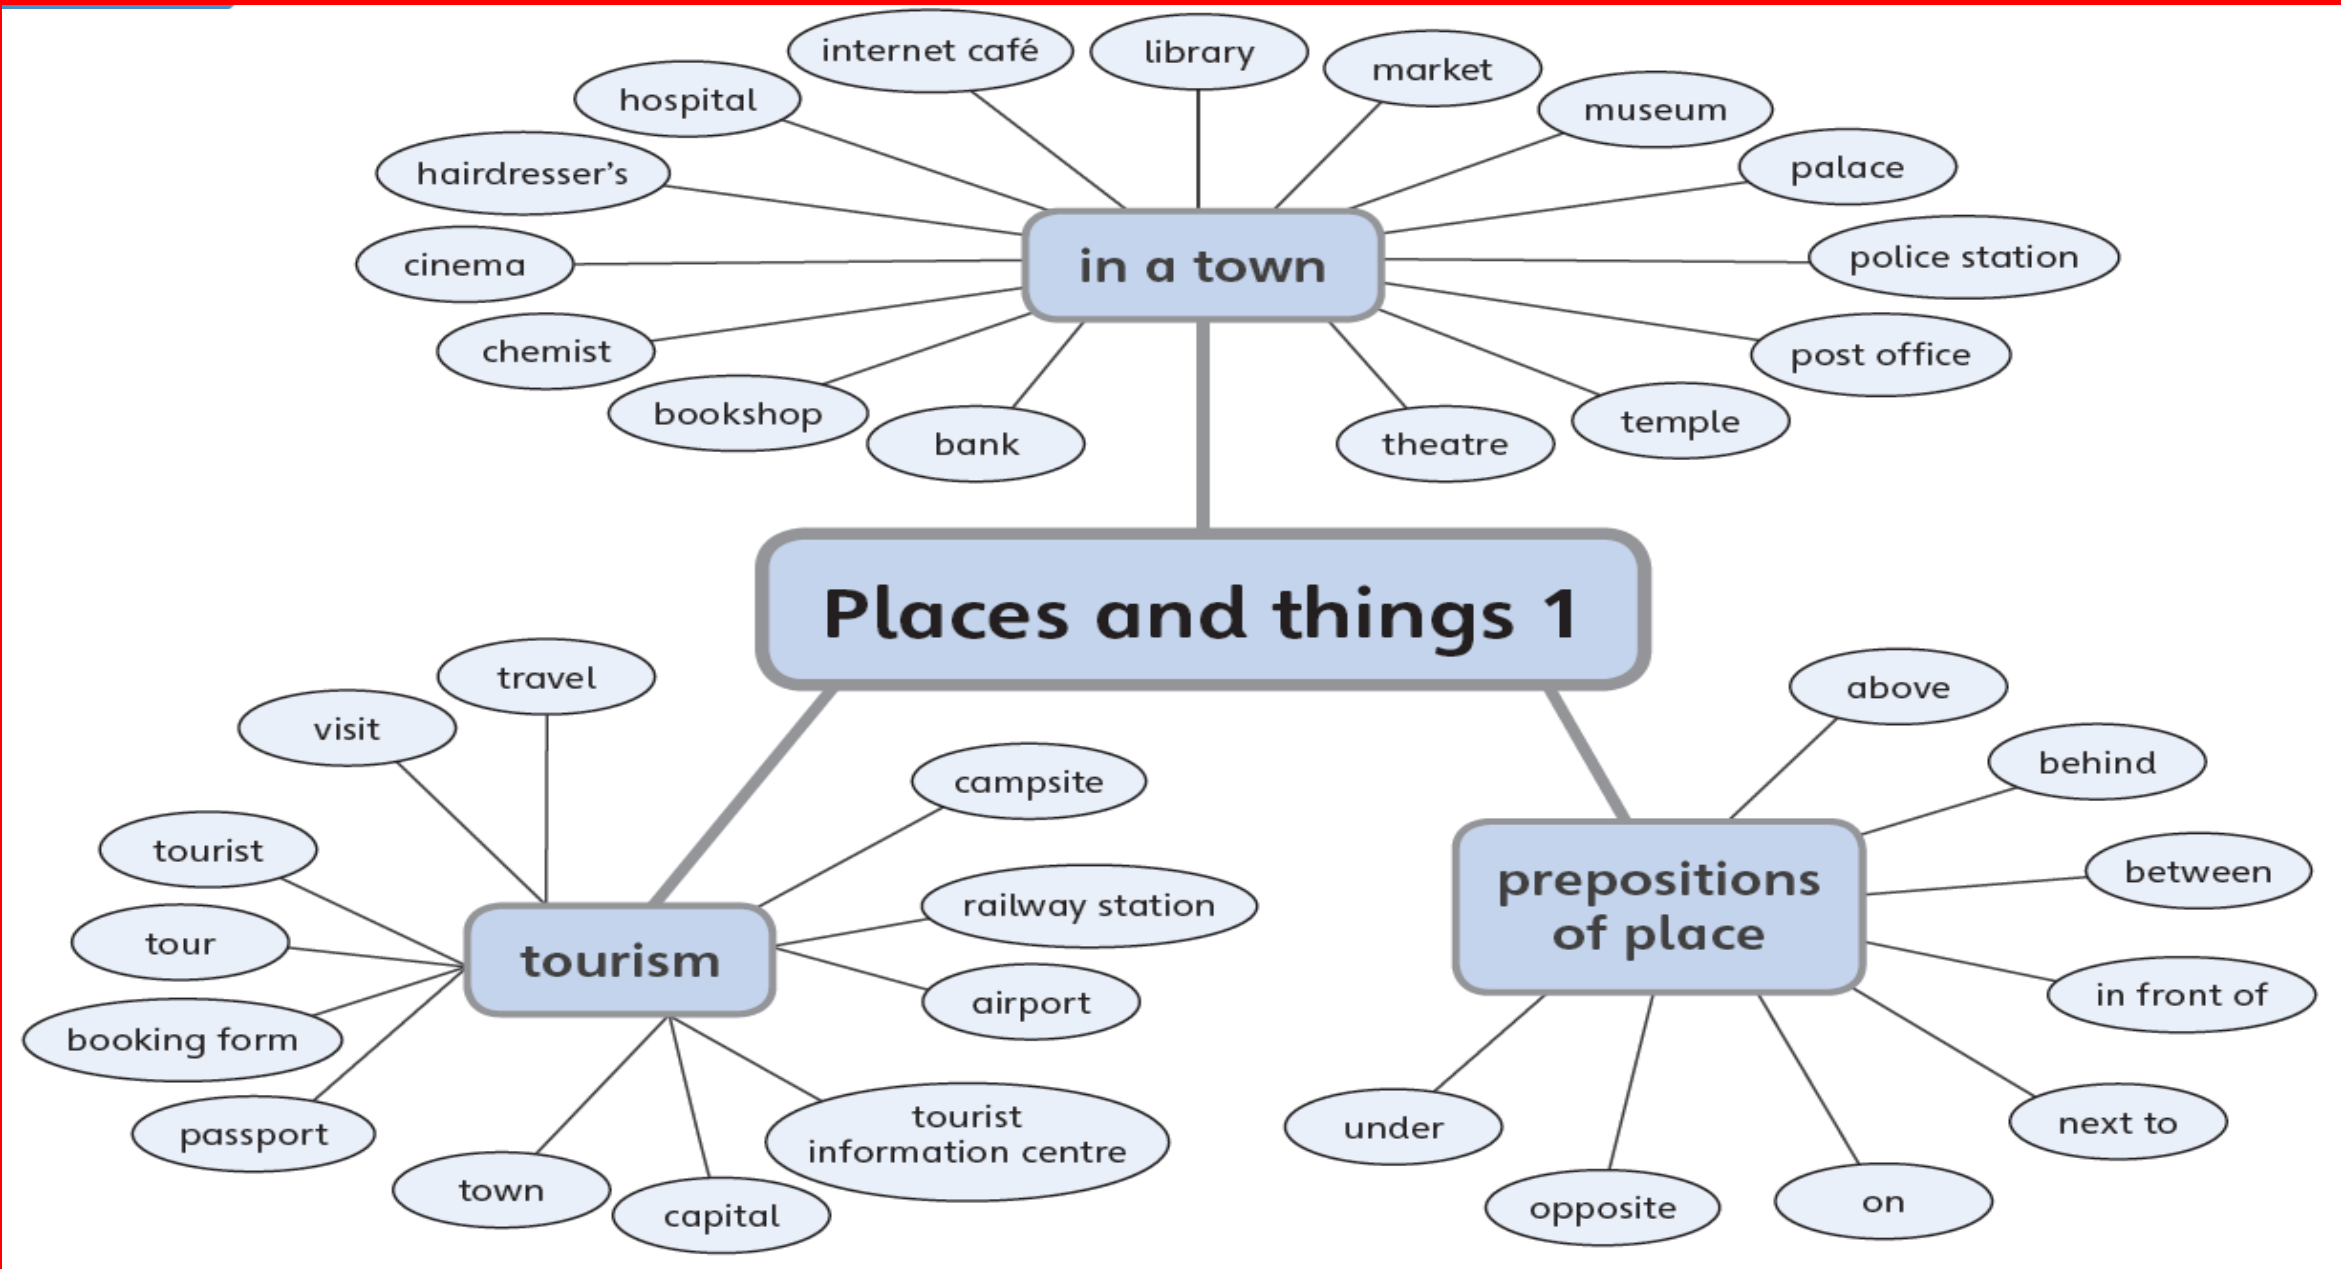 internet café
library
market
hospital
museum
hairdresser's
palace
cinema
in a town
police station
chemist
post office
bookshop
bank
theatre
temple
Places and things 1
travel
visit
tourist
tour
booking form
passport
tourism
campsite
railway station
airport
town
capital
tourist
information centre
above
behind
between
prepositions
of place
in front of
next to
under
opposite
on